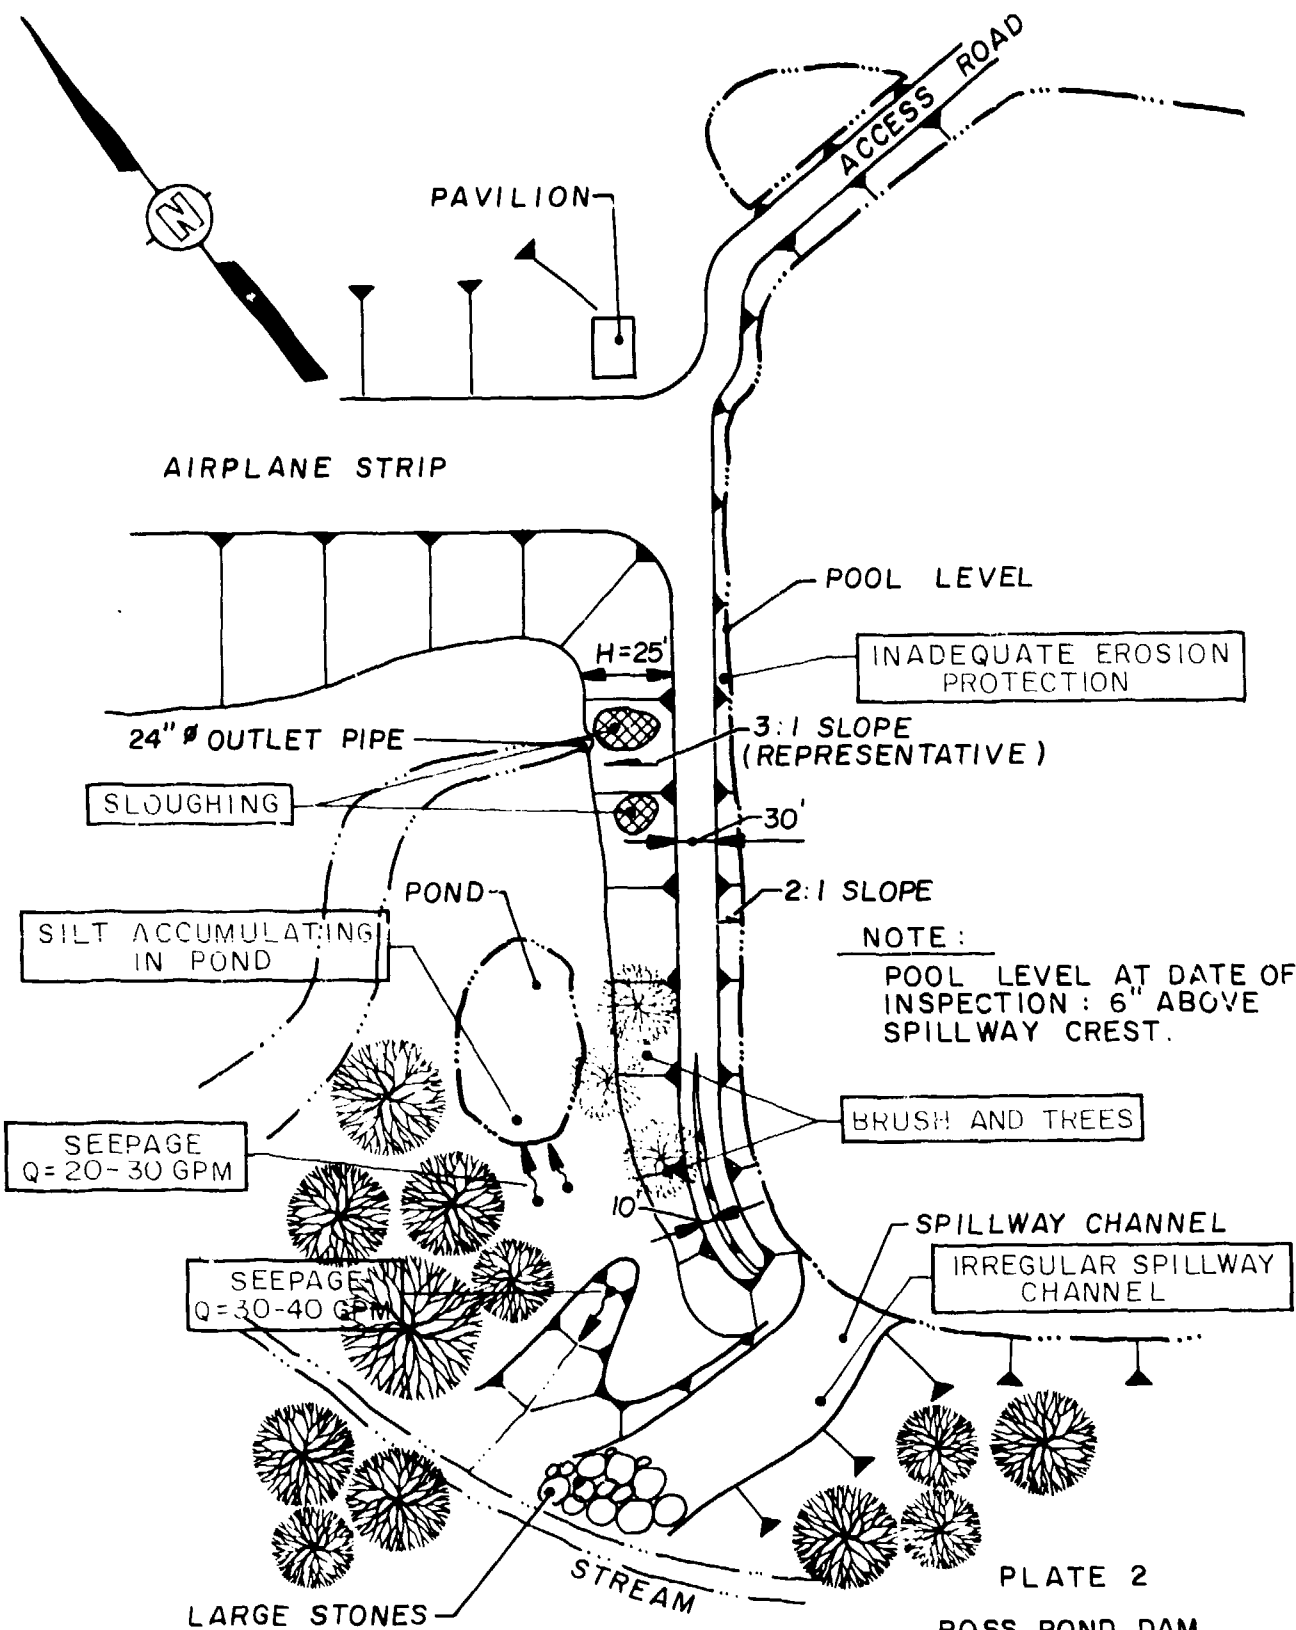 ACCESS ROAD
N
PAVILION
AIRPLANE STRIP
POOL LEVEL
H=25'
INADEQUATE EROSION
PROTECTION
24" ø OUTLET PIPE
3:1 SLOPE
(REPRESENTATIVE)
SLOUGHING
30'
POND
2:1 SLOPE
SILT ACCUMULATING
IN POND
NOTE:
POOL LEVEL AT DATE OF
INSPECTION: 6" ABOVE
SPILLWAY CREST.
BRUSH AND TREES
SEEPAGE
Q=20-30 GPM
10
SPILLWAY CHANNEL
IRREGULAR SPILLWAY
CHANNEL
SEEPAGE
Q=30-40 GPM
STREAM
PLATE 2
LARGE STONES
ROSS POND DAM